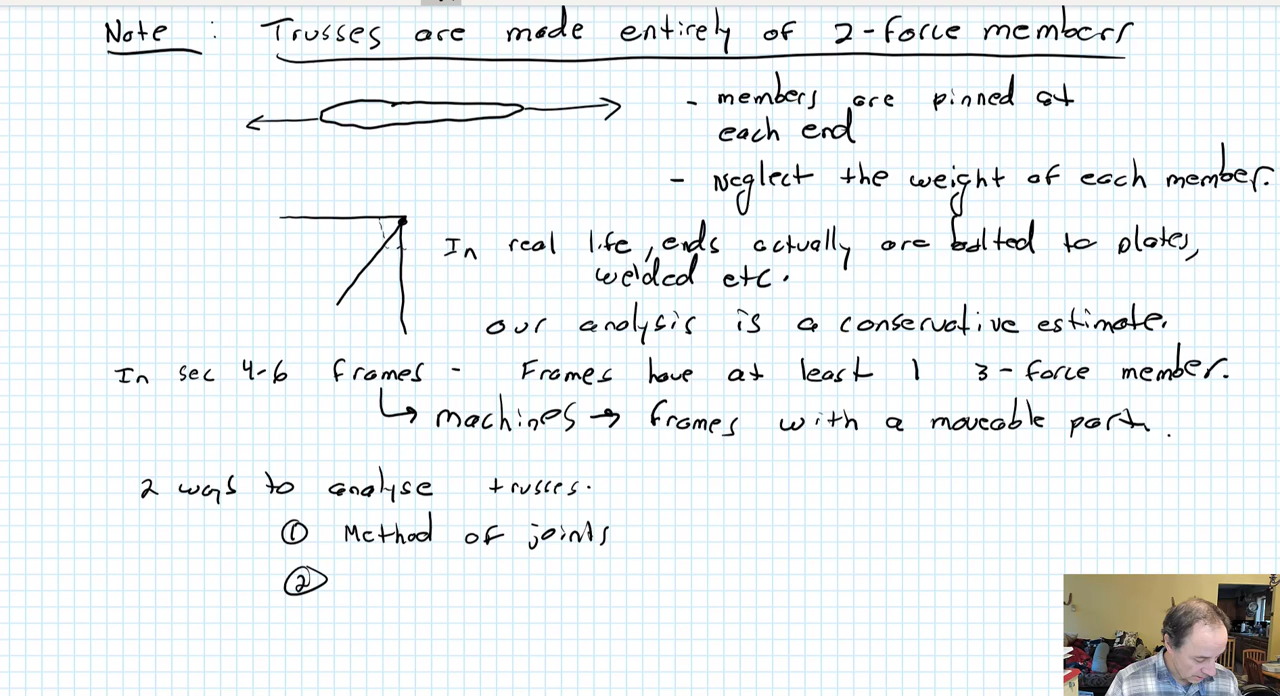 Note : Trusses are made entirely of 2-force members
- members are pinned at
each end
- Neglect the weight of each member.
In real life, ends actually are bolted to plates,
welded etc.
our analysis is a conservative estimate.
In sec 4-6 frames - Frames have at least 1 3-force member.
↳ machines → frames with a moveable part.
2 ways to analyse trusses.
① Method of joints
②